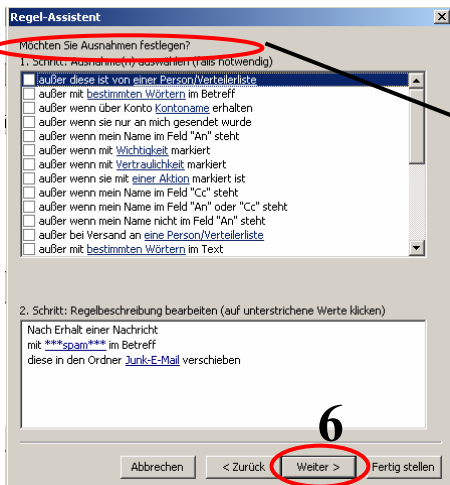 Regel-Assistent
Möchten Sie Ausnahmen festlegen?
1. Schritt: Ausnahme(n) auswählen (falls notwendig)
außer diese ist von einer Person/Verteilerliste
außer mit bestimmten Wörtern im Betreff
außer wenn über Konto Kontoname erhalten
außer wenn sie nur an mich gesendet wurde
außer wenn mein Name im Feld "An" steht
außer wenn mit Wichtigkeit markiert
außer wenn mit Vertraulichkeit markiert
außer wenn sie mit einer Aktion markiert ist
außer wenn mein Name im Feld "Cc" steht
außer wenn mein Name im Feld "An" oder "Cc" steht
außer wenn mein Name nicht im Feld "An" steht
außer bei Versand an eine Person/Verteilerliste
außer mit bestimmten Wörtern im Text
2. Schritt: Regelbeschreibung bearbeiten (auf unterstrichene Werte klicken)
Nach Erhalt einer Nachricht
mit ***spam*** im Betreff
diese in den Ordner Junk-E-Mail verschieben
6
Abbrechen < Zurück Weiter > Fertig stellen